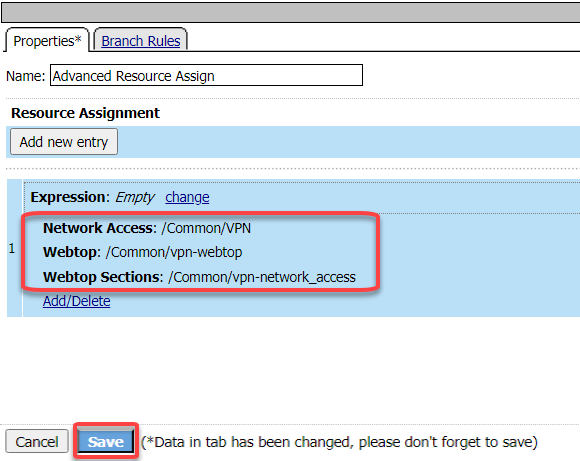 Properties* Branch Rules
Name: Advanced Resource Assign
Resource Assignment
Add new entry
Expression: Empty change
Network Access: /Common/VPN
1 Webtop: /Common/vpn-webtop
Webtop Sections: /Common/vpn-network_access
Add/Delete
Cancel Save (*Data in tab has been changed, please don't forget to save)